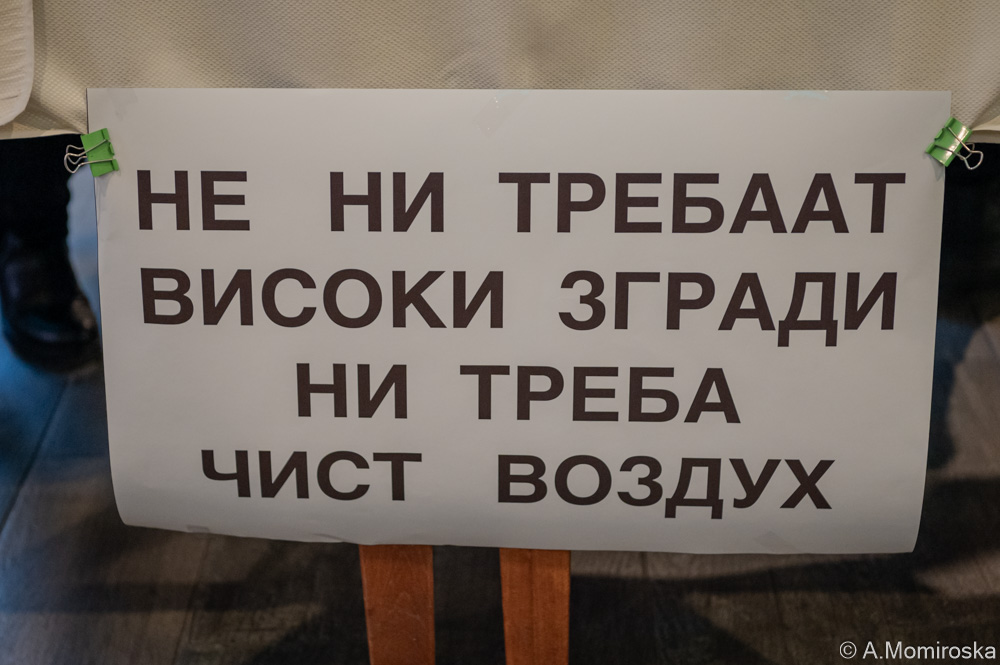 НЕ НИ ТРЕБААТ
ВИСОКИ ЗГРАДИ
НИ ТРЕБА
ЧИСТ ВОЗДУХ
© A.Momiroska